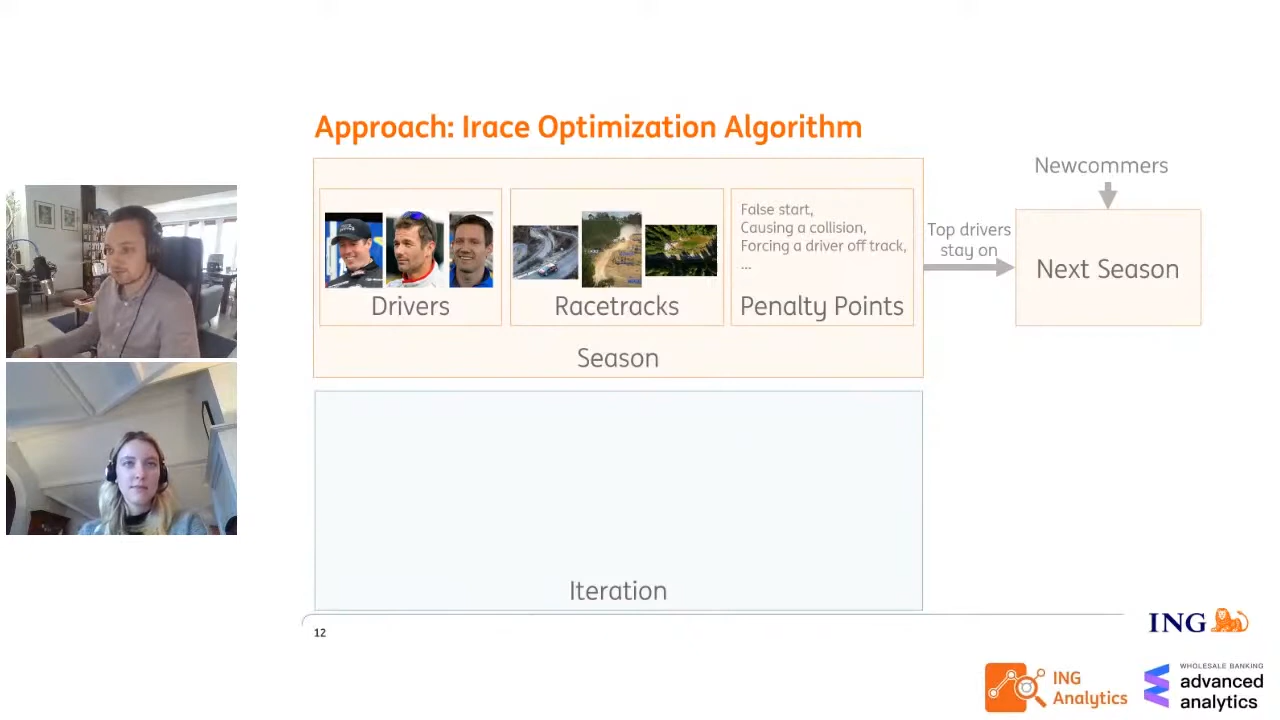 Approach: Irace Optimization Algorithm
Newcommers
False start,
Causing a collision,
Forcing a driver off track,
...
Top drivers
stay on
Next Season
Drivers
Racetracks
Penalty Points
Season
Iteration
12
ING
ING
Analytics
WHOLESALE BANKING
advanced
analytics